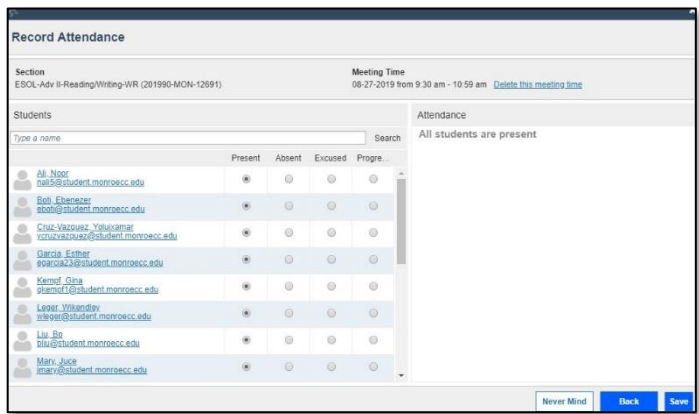 Record Attendance
Section
ESOL-Adv II-Reading/Writing-WR (201990-MON-12691)
Meeting Time
08-27-2019 from 9:30 am - 10:59 am Delete this meeting time
Students
Attendance
Type a name
Search
All students are present
Present Absent Excused Progre...
Ali, Noor
nali5@student.monroecc.edu
Boti, Ebenezer
eboti@student.monroecc.edu
Cruz-Vazquez, Yoluixamar
ycruzvazquez@student.monroecc.edu
Garcia, Esther
egarcia23@student.monroecc.edu
Kempf, Gina
gkempf1@student.monroecc.edu
Leger, Wikendley
wleger@student.monroecc.edu
Liu, Bo
bliu@student.monroecc.edu
Mary, Juce
jmary@student.monroecc.edu
Never Mind
Back
Save